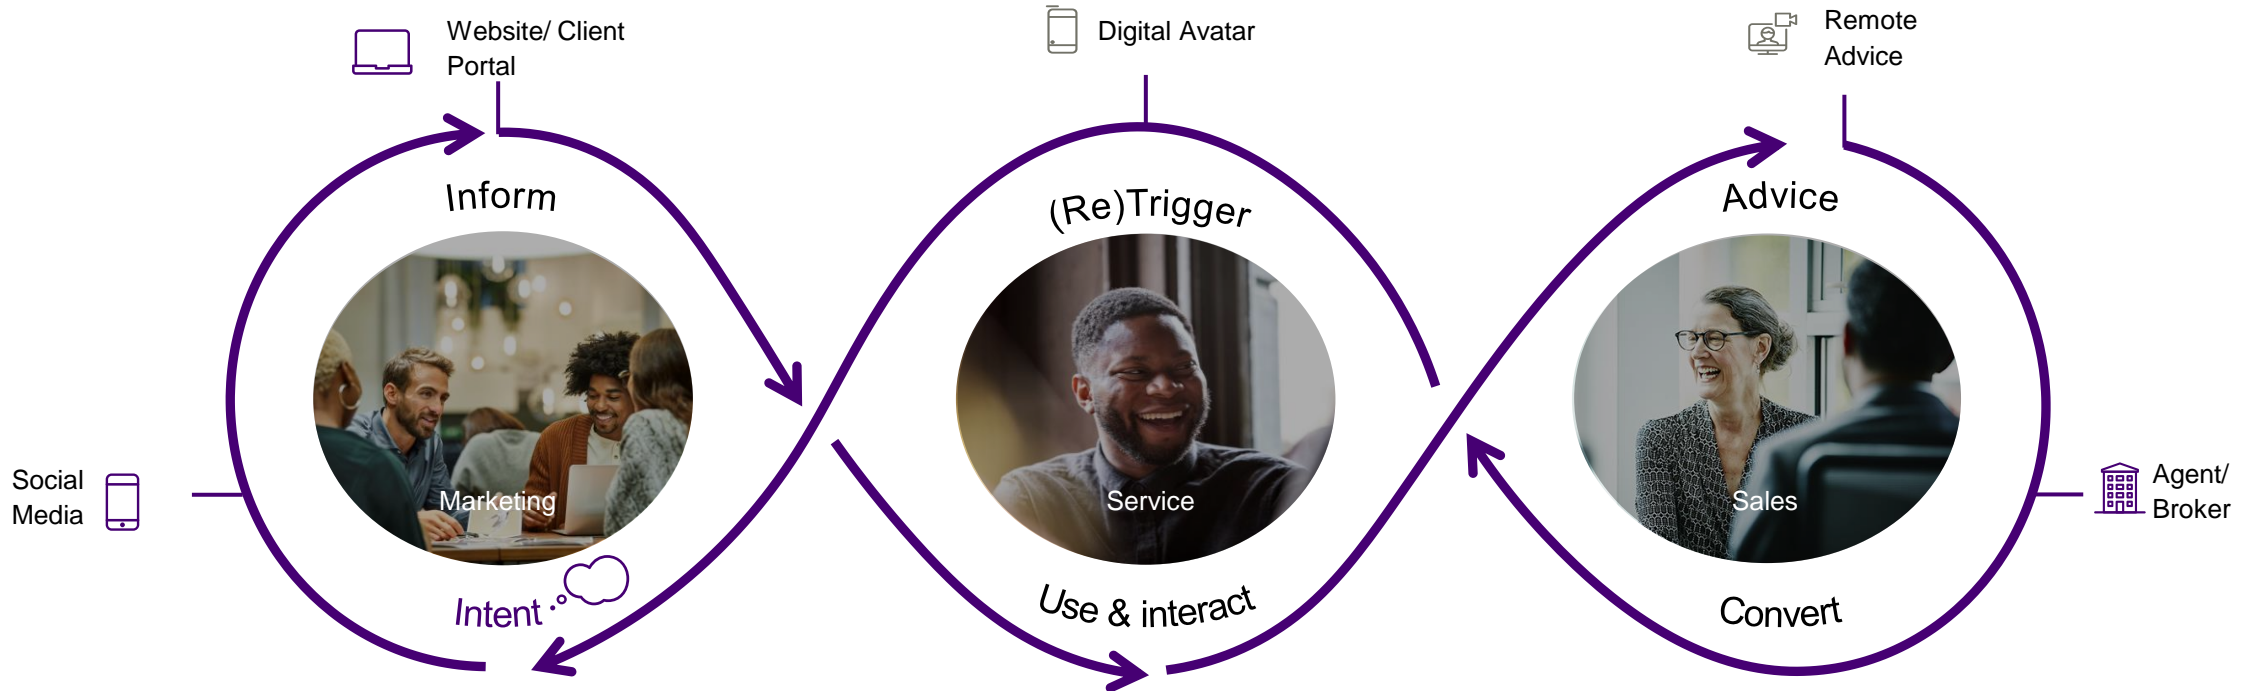 Website/ Client
Portal
Digital Avatar
Remote
Advice
Inform
(Re)Trigger
Advice
Social
Media
Marketing
Service
Sales
Agent/
Broker
Intent
Use & interact
Convert